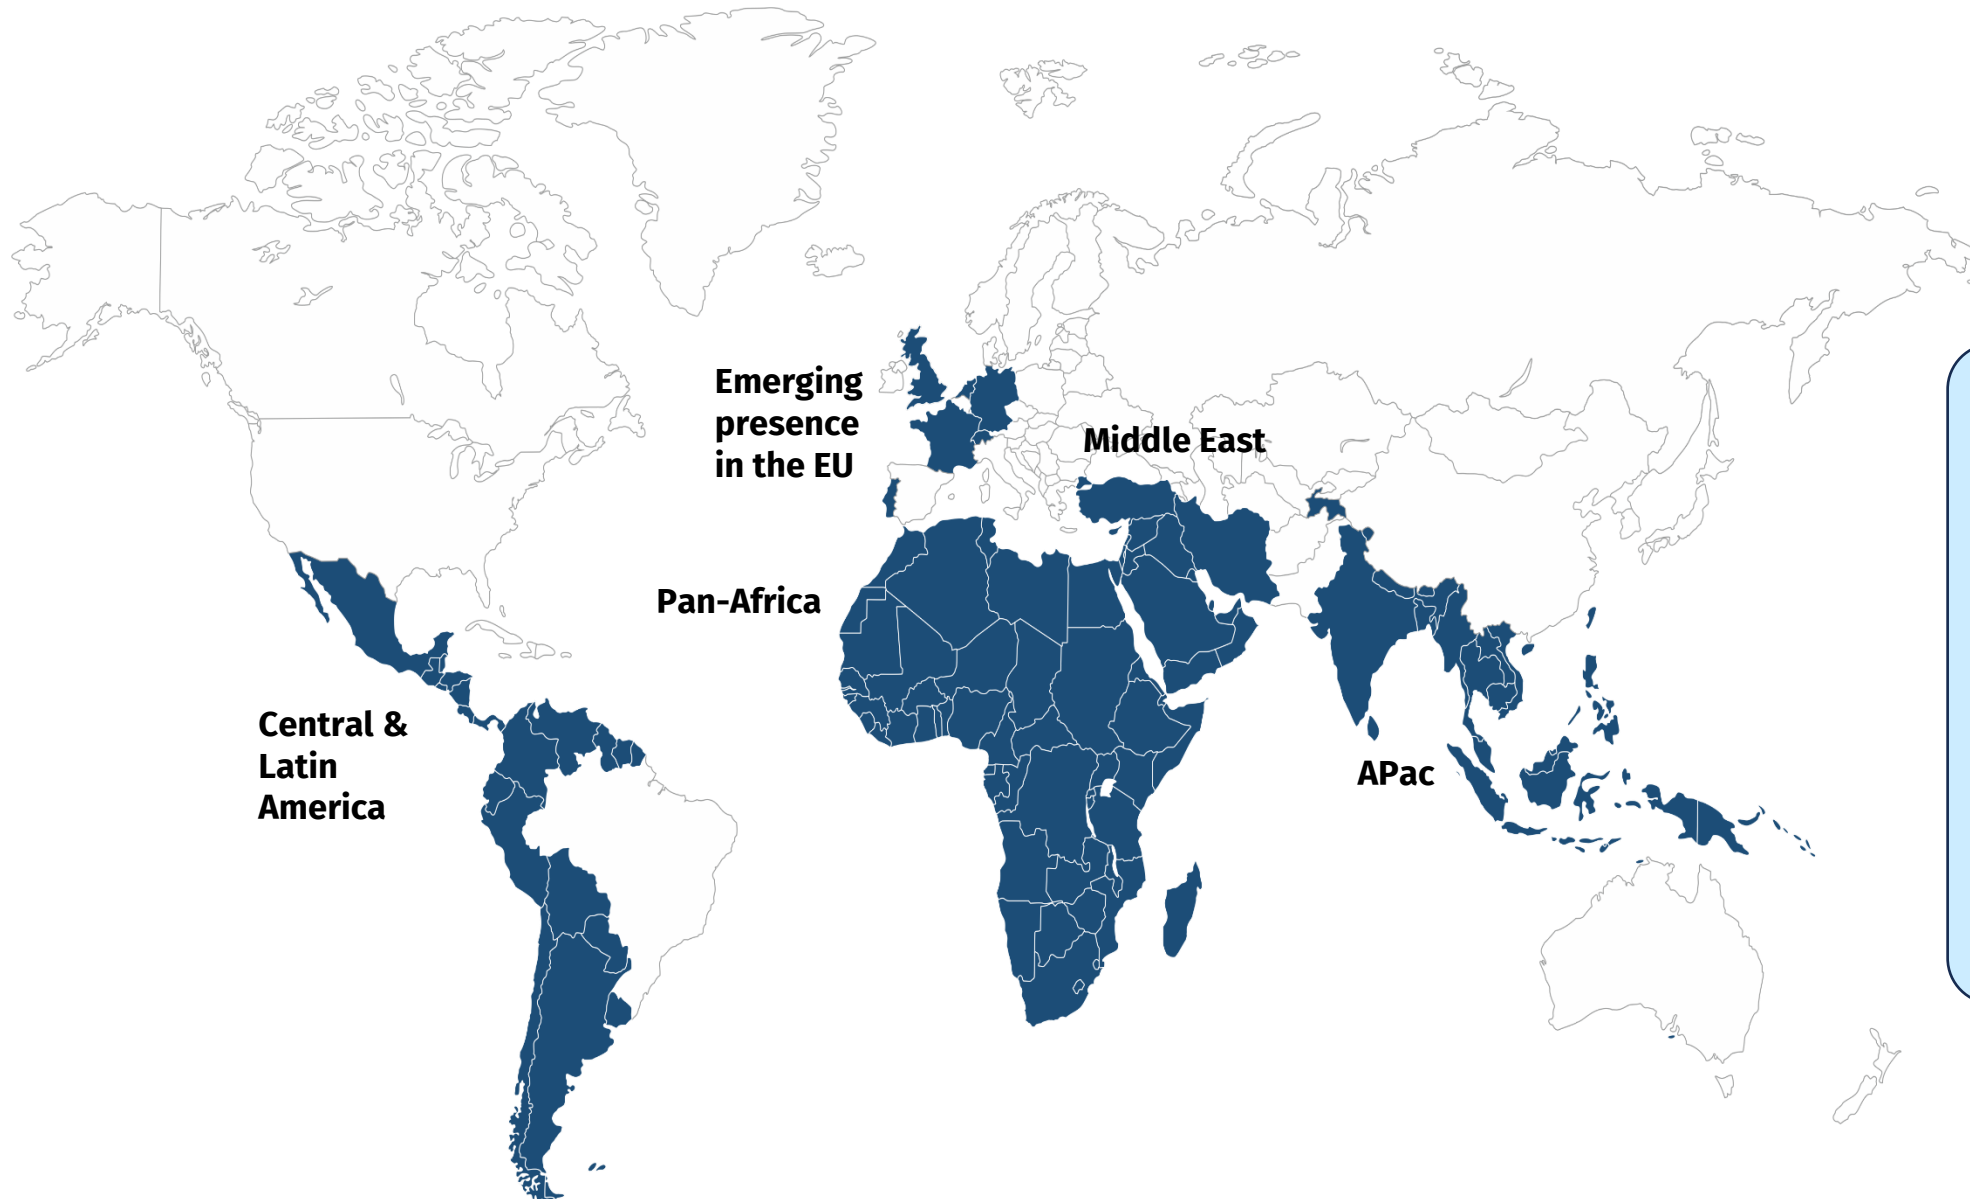 Emerging
presence
in the EU
Middle East
Pan-Africa
Central &
Latin
America
APac